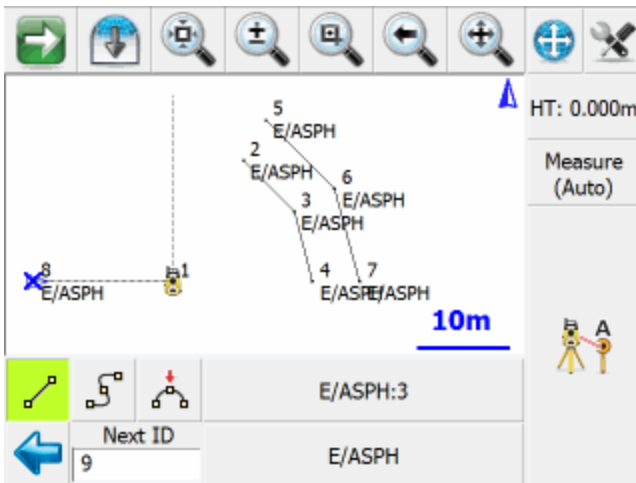 HT: 0.000m
Measure
(Auto)
5
E/ASPH
2
E/ASPH
6
E/ASPH
3
E/ASPH
8
E/ASPH
1
4
E/ASPH
7
E/ASPH
10m
A
E/ASPH:3
Next ID
9
E/ASPH